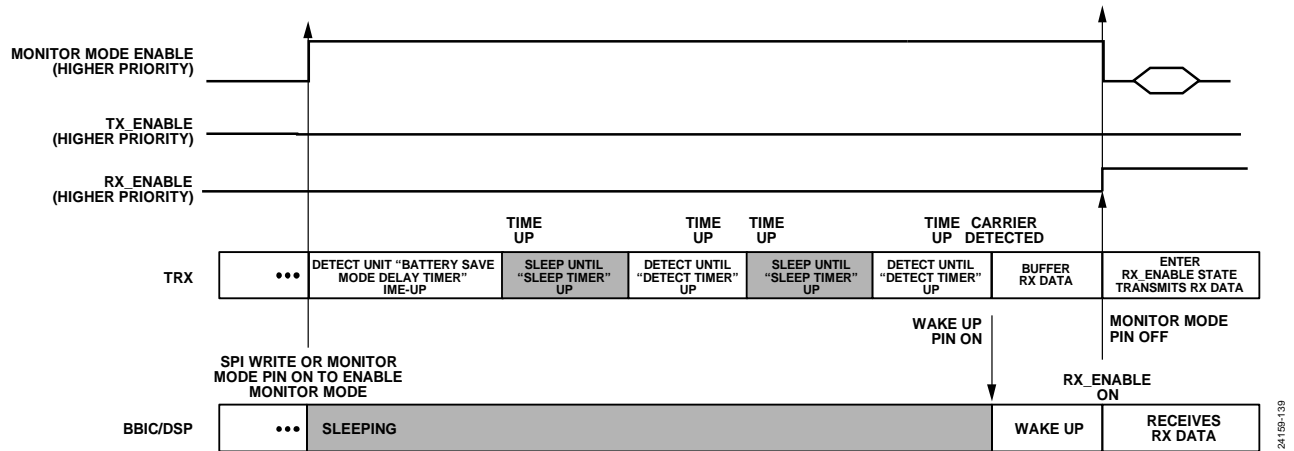 MONITOR MODE ENABLE
(HIGHER PRIORITY)
TX_ENABLE
(HIGHER PRIORITY)
RX_ENABLE
(HIGHER PRIORITY)
TIME
UP
TIME
UP
TIME
UP
TIME
UP
CARRIER
DETECTED
TRX
•••
DETECT UNIT “BATTERY SAVE
MODE DELAY TIMER”
IME-UP
SLEEP UNTIL
“SLEEP TIMER”
UP
DETECT UNTIL
“DETECT TIMER”
UP
SLEEP UNTIL
“SLEEP TIMER”
UP
DETECT UNTIL
“DETECT TIMER”
UP
BUFFER
RX DATA
ENTER
RX_ENABLE STATE
TRANSMITS RX DATA
WAKE UP
PIN ON
MONITOR MODE
PIN OFF
SPI WRITE OR MONITOR
MODE PIN ON TO ENABLE
MONITOR MODE
RX_ENABLE
ON
BBIC/DSP
•••
SLEEPING
WAKE UP
RECEIVES
RX DATA
24159-139